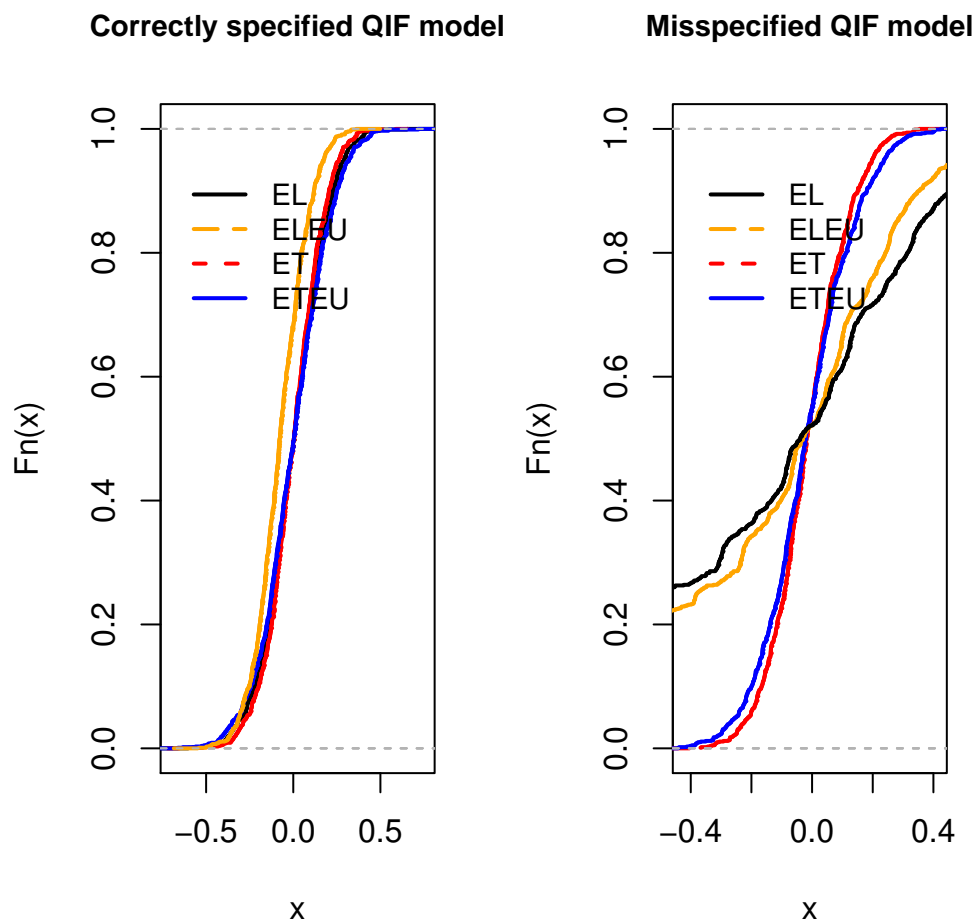 Correctly specified QIF model
Fn(x)
1.0
0.8
0.6
0.4
0.2
0.0
EL
ELEU
ET
ETEU
−0.5 0.0 0.5
x
Misspecified QIF model
Fn(x)
1.0
0.8
0.6
0.4
0.2
0.0
EL
ELEU
ET
ETEU
−0.4 0.0 0.4
x